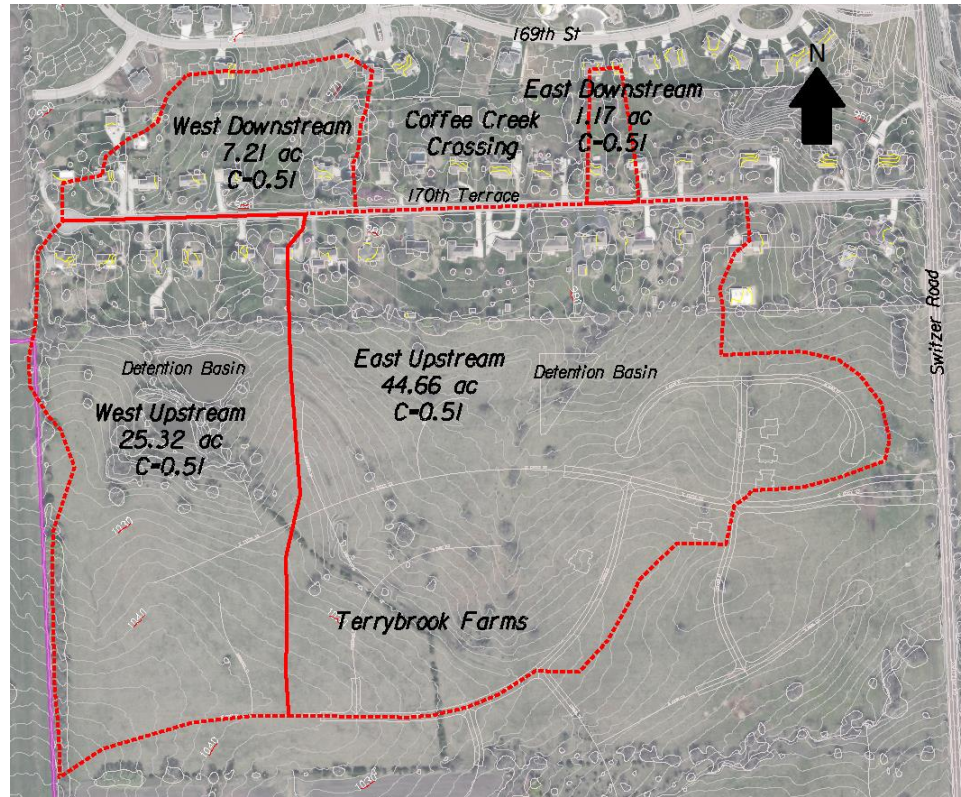 169th St
N
East Downstream
1.17 ac
C=0.51
West Downstream
7.21 ac
C=0.51
Coffee Creek
Crossing
170th Terrace
Switzer Road
Detention Basin
West Upstream
25.32 ac
C=0.51
East Upstream
44.66 ac
C=0.51
Detention Basin
Terrybrook Farms